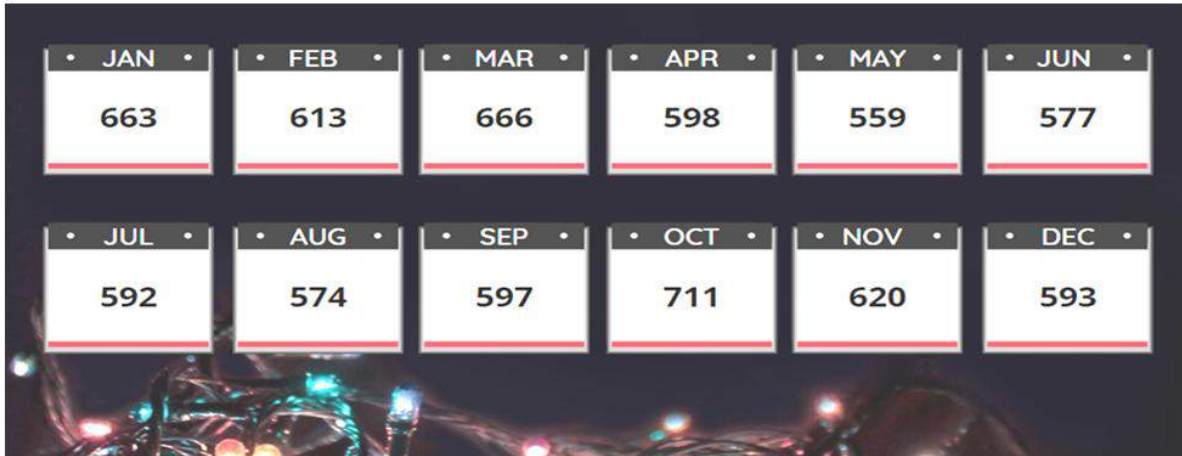 JAN FEB MAR APR MAY JUN
663 613 666 598 559 577
JUL AUG SEP OCT NOV DEC
592 574 597 711 620 593